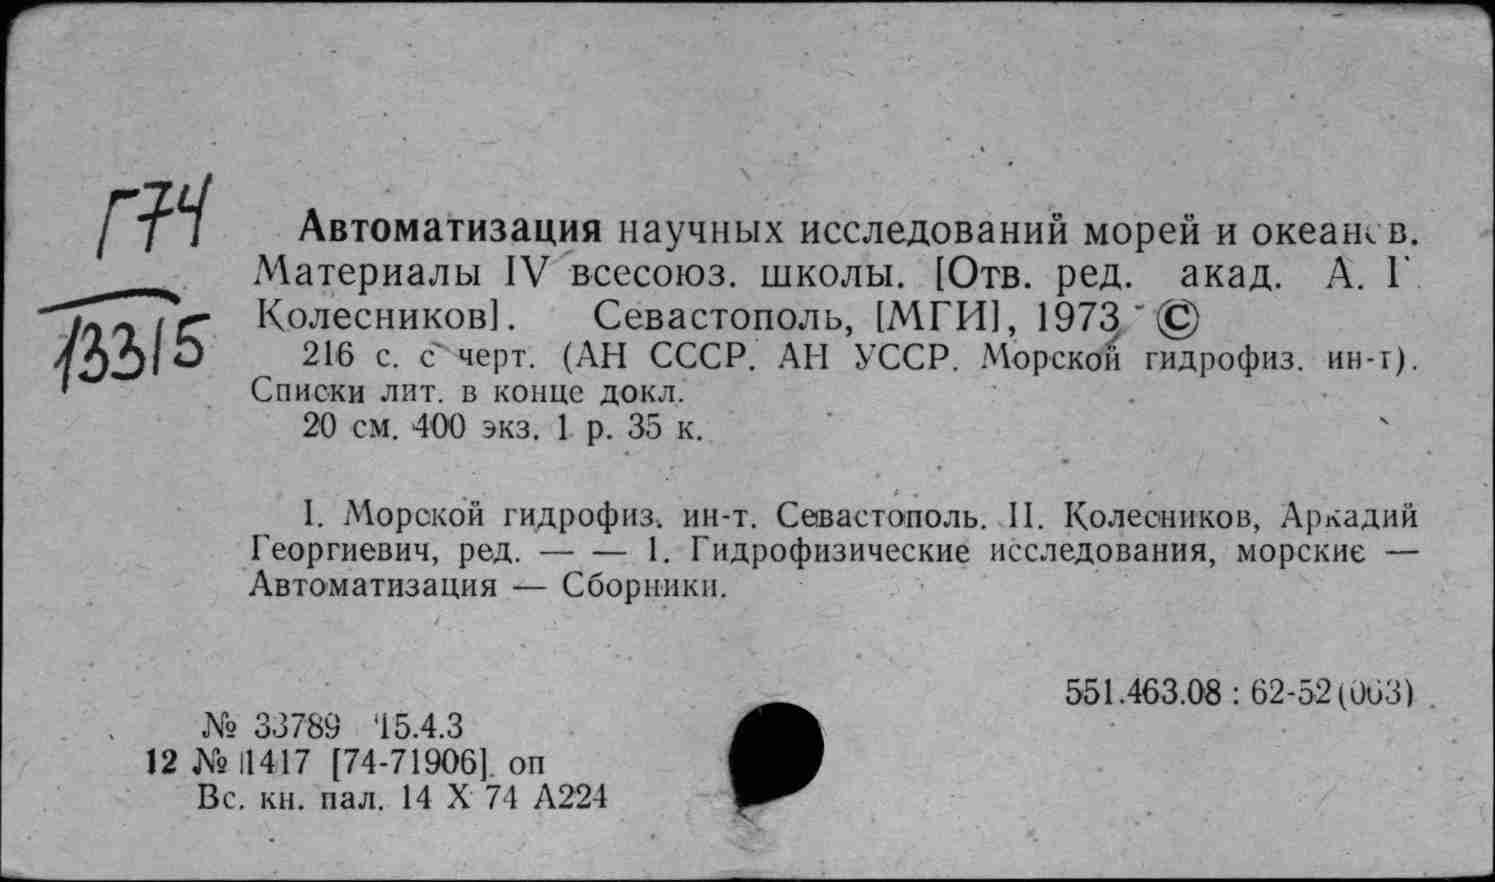 Г74
13315
Автоматизация научных исследований морей и океанов.
Материалы IV всесоюз. школы. [Отв. ред. акад. А. Г.
Колесников]. Севастополь, [МГИ], 1973. ©
216 с. с черт. (АН СССР. АН УССР. Морской гидрофиз. ин-т).
Списки лит. в конце докл.
20 см. 400 экз. 1 р. 35 к.
I. Морской гидрофиз. ин-т. Севастополь. II. Колесников, Аркадий
Георгиевич, ред. — — 1. Гидрофизические исследования, морские —
Автоматизация — Сборники.
551.463.08 : 62-52(063)
№ 33789 15.4.3
12 № 11417 [74-71906] оп
Вс. кн. пал. 14 X 74 А224